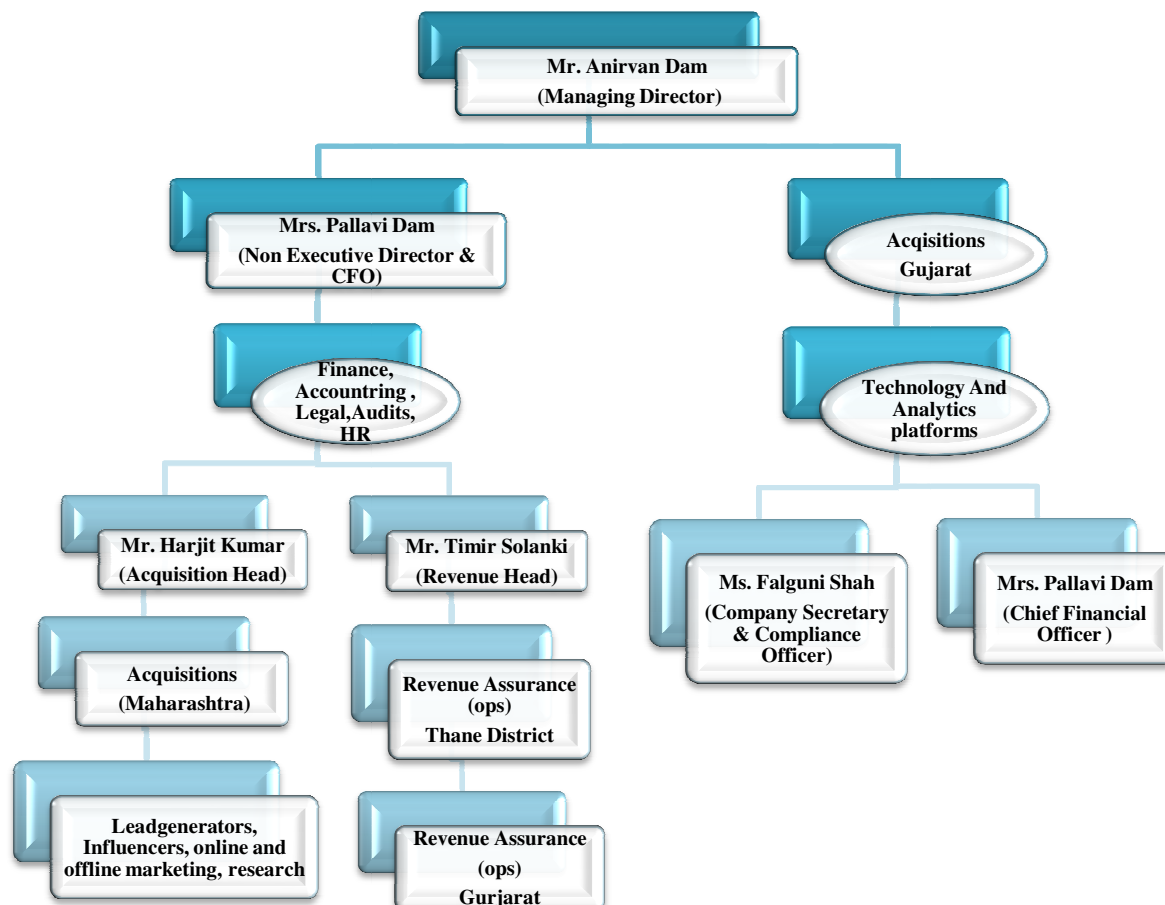 Mr. Anirvan Dam
(Managing Director)
Mrs. Pallavi Dam
(Non Executive Director &
CFO)
Acqisitions
Gujarat
Finance,
Accountring ,
Legal,Audits,
HR
Technology And
Analytics
platforms
Mr. Harjit Kumar
(Acquisition Head)
Mr. Timir Solanki
(Revenue Head)
Ms. Falguni Shah
(Company Secretary
& Compliance
Officer)
Mrs. Pallavi Dam
(Chief Financial
Officer )
Acquisitions
(Maharashtra)
Revenue Assurance
(ops)
Thane District
Leadgenerators,
Influencers, online and
offline marketing, research
Revenue Assurance
(ops)
Gurjarat